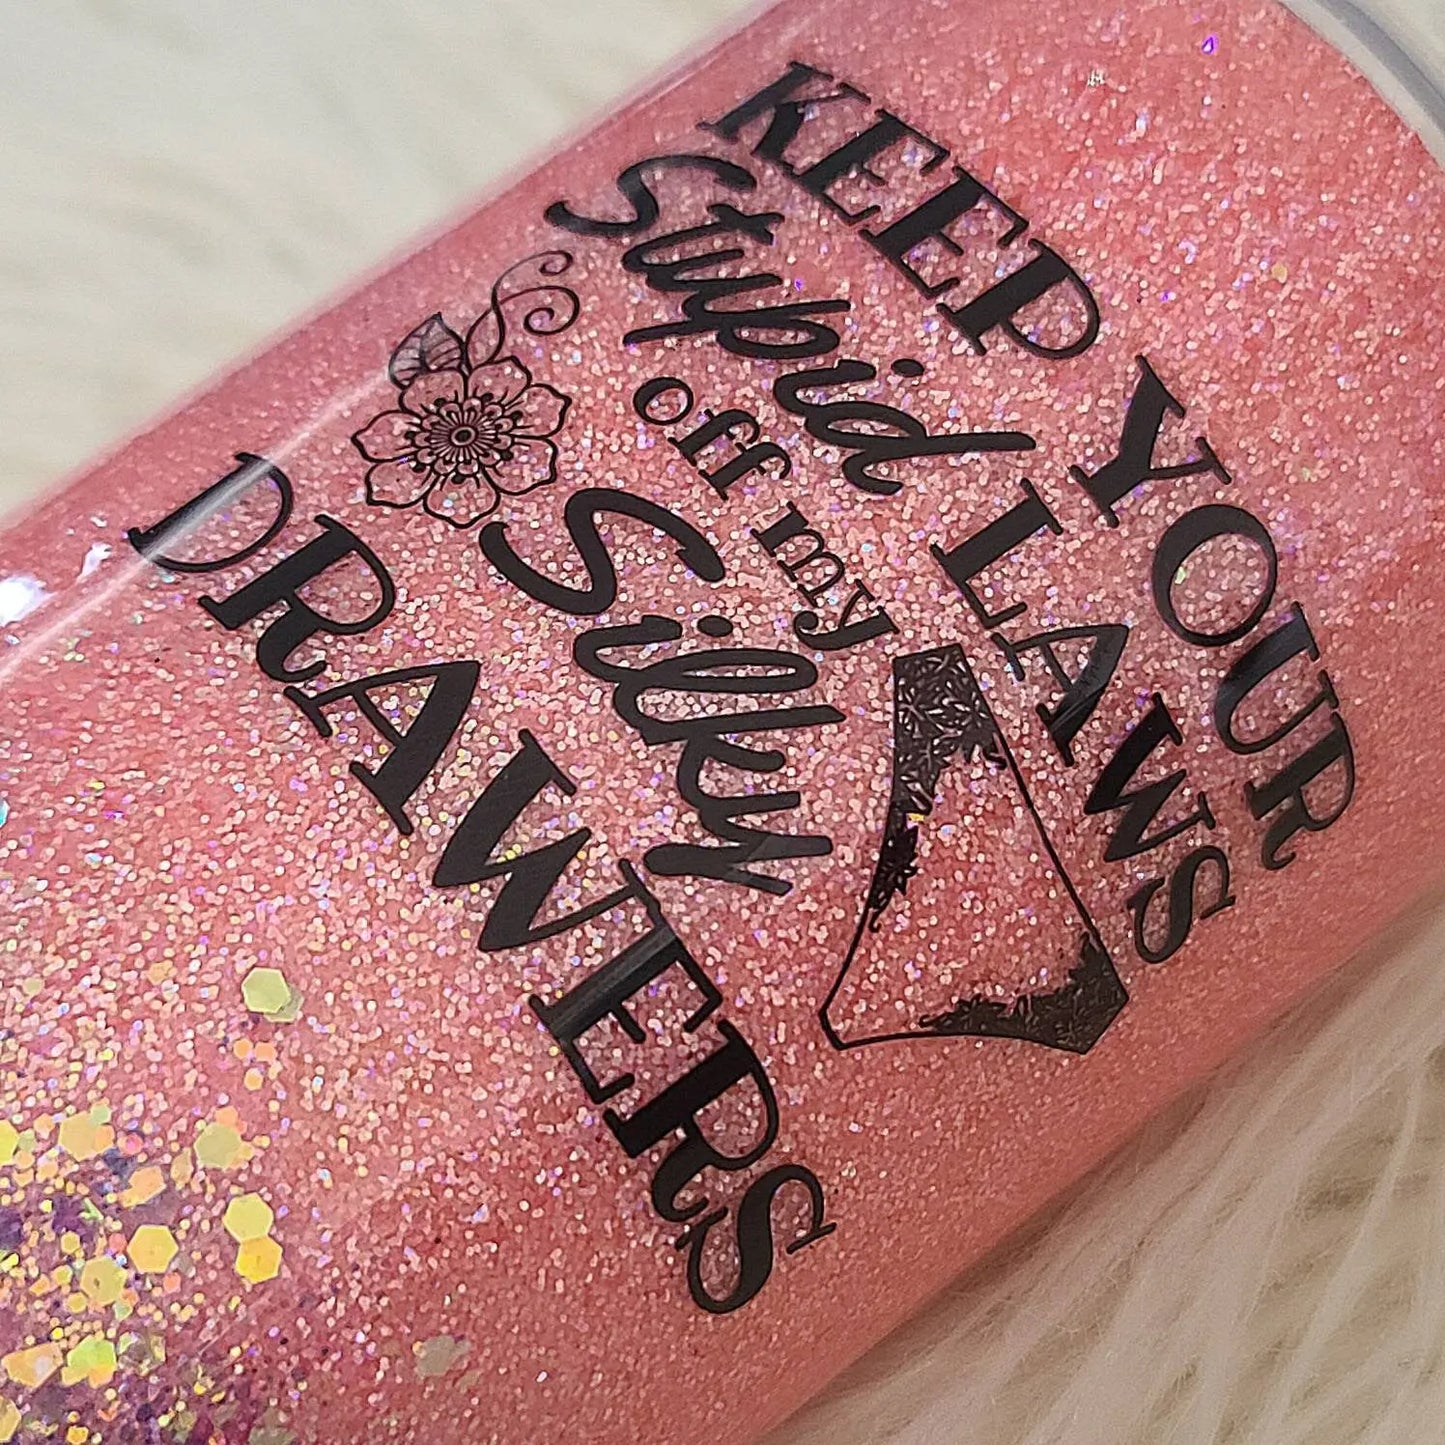 KEEP YOUR
Stupid LAWS
off my
Silky
DRAWERS